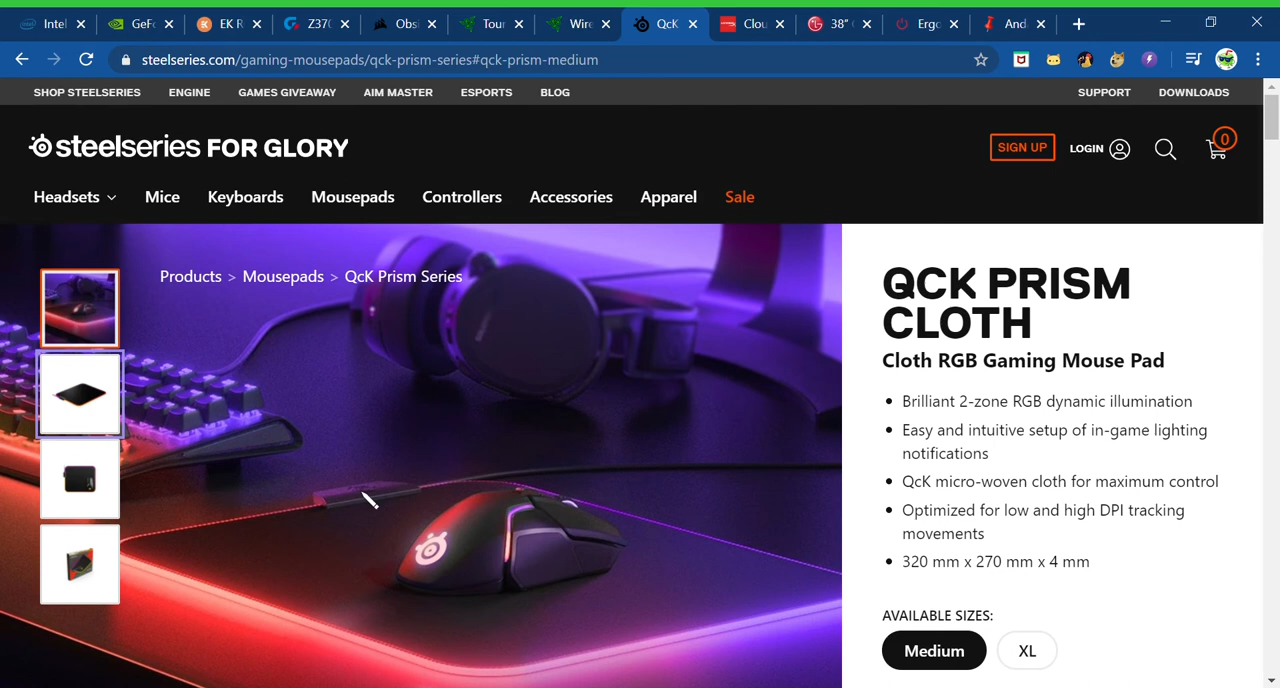 Intel
GeFo
EK R
Z370
Obsi
Tour
Wire
QcK
Clou
38" (
Ergo
And
steelseries.com/gaming-mousepads/qck-prism-series#qck-prism-medium
SHOP STEELSERIES ENGINE GAMES GIVEAWAY AIM MASTER ESPORTS BLOG SUPPORT DOWNLOADS
steelseries FOR GLORY
SIGN UP LOGIN 0
Headsets Mice Keyboards Mousepads Controllers Accessories Apparel Sale
Products > Mousepads > QcK Prism Series
QCK PRISM
CLOTH
Cloth RGB Gaming Mouse Pad
Brilliant 2-zone RGB dynamic illumination
Easy and intuitive setup of in-game lighting
notifications
QcK micro-woven cloth for maximum control
Optimized for low and high DPI tracking
movements
320 mm x 270 mm x 4 mm
AVAILABLE SIZES:
Medium XL